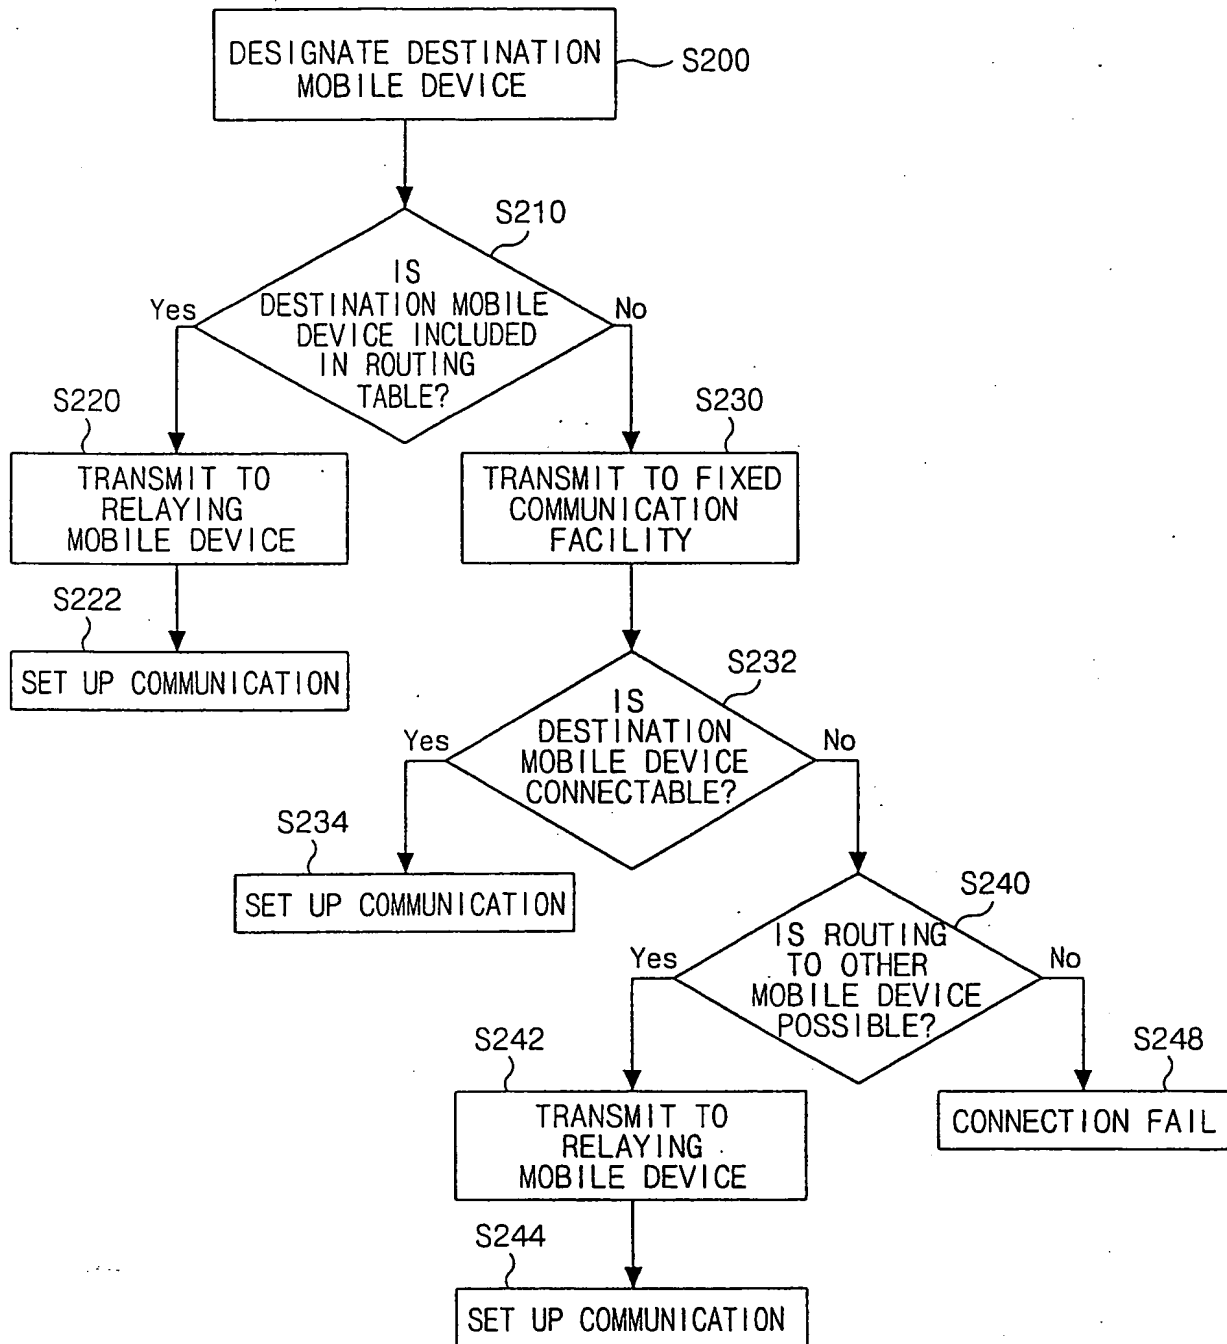 DESIGNATE DESTINATION
MOBILE DEVICE
S200
S210
IS
DESTINATION MOBILE
DEVICE INCLUDED
IN ROUTING
TABLE?
Yes
No
S220
S230
TRANSMIT TO
RELAYING
MOBILE DEVICE
TRANSMIT TO FIXED
COMMUNICATION
FACILITY
S222
SET UP COMMUNICATION
S232
IS
DESTINATION
MOBILE DEVICE
CONNECTABLE?
Yes
No
S234
SET UP COMMUNICATION
S240
IS ROUTING
TO OTHER
MOBILE DEVICE
POSSIBLE?
Yes
No
S242
S248
TRANSMIT TO
RELAYING
MOBILE DEVICE
CONNECTION FAIL
S244
SET UP COMMUNICATION